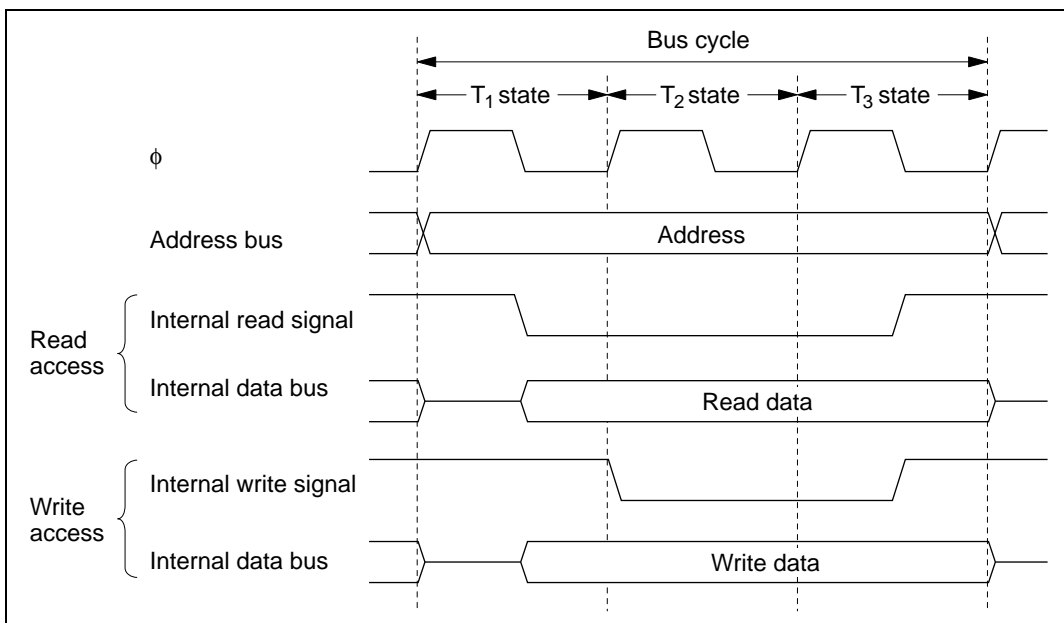 Bus cycle
T1 state
T2 state
T3 state
ϕ
Address bus
Address
Read
access
Internal read signal
Internal data bus
Read data
Write
access
Internal write signal
Internal data bus
Write data